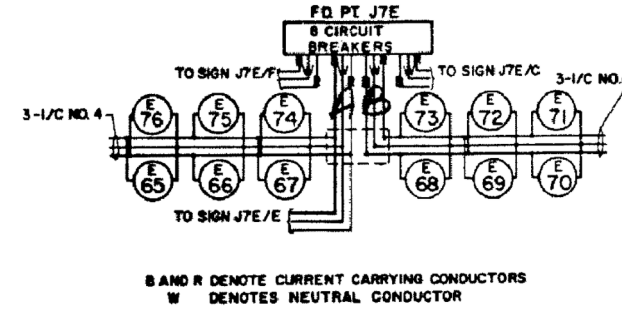 FD. PT. J7E
8 CIRCUIT
BREAKERS
TO SIGN J7E/F
TO SIGN J7E/C
3-1/C NO. 4
3-1/C NO.
E
76
E
75
E
74
E
73
E
72
E
71
E
65
E
66
E
67
E
68
E
69
E
70
TO SIGN J7E/E
B AND R DENOTE CURRENT CARRYING CONDUCTORS
W DENOTES NEUTRAL CONDUCTOR